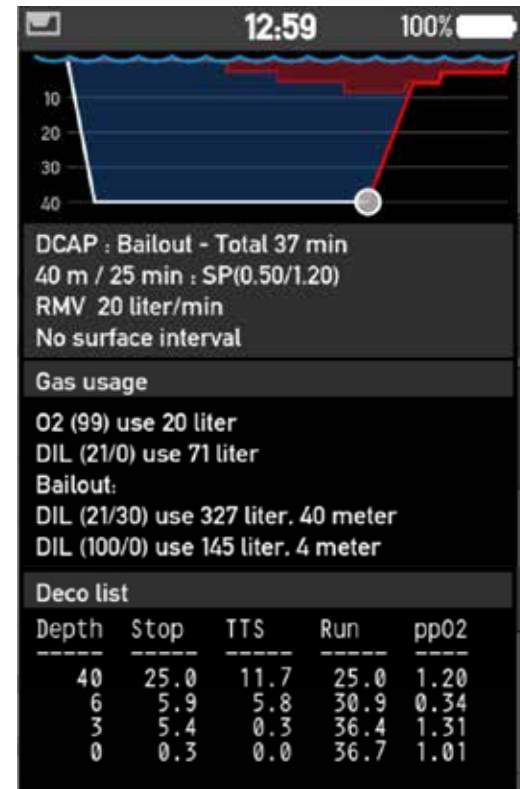 12:59 100%
10
20
30
40
DCAP : Bailout - Total 37 min
40 m / 25 min : SP(0.50/1.20)
RMV 20 liter/min
No surface interval
Gas usage
O2 (99) use 20 liter
DIL (21/0) use 71 liter
Bailout:
DIL (21/30) use 327 liter. 40 meter
DIL (100/0) use 145 liter. 4 meter
Deco list
Depth Stop TTS Run ppO2
----- ----- ----- ----- ----
40 25.0 11.7 25.0 1.20
6 5.9 5.8 30.9 0.34
3 5.4 0.3 36.4 1.31
0 0.3 0.0 36.7 1.01